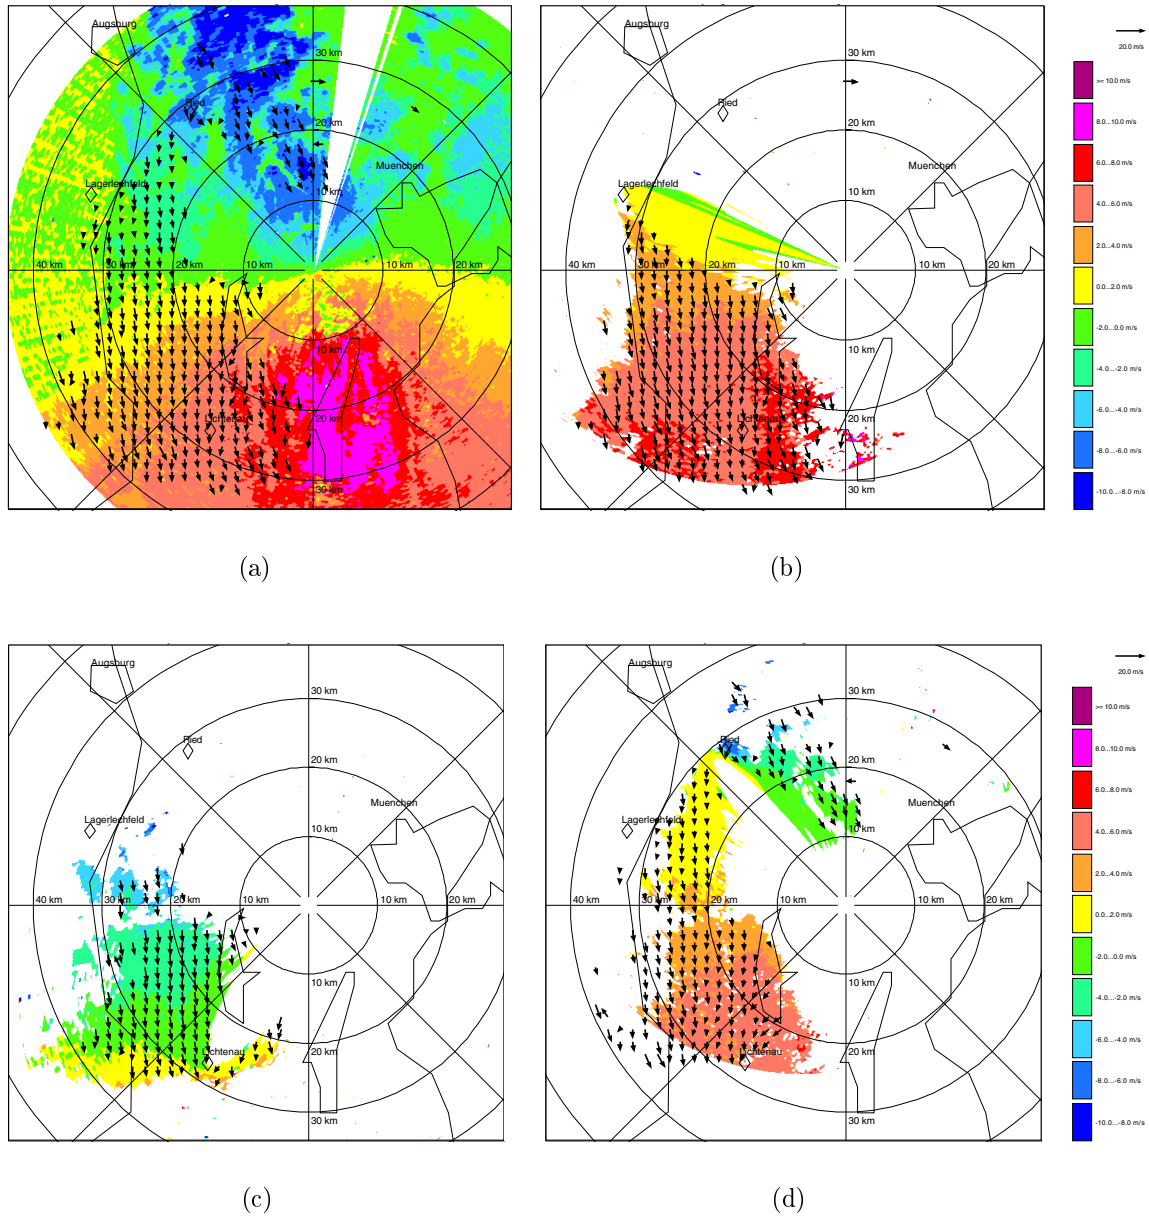 Augsburg
30 km
Ried
20 km
Muenchen
Lagerlechfeld
10 km
40 km
30 km
20 km
10 km
10 km
20 km
10 km
20 km
Lichtenau
30 km
(a)
30 km
Ried
20 km
Muenchen
Lagerlechfeld
10 km
40 km
30 km
20 km
10 km
10 km
20 km
10 km
20 km
Lichtenau
30 km
(b)
20.0 m/s
>= 10.0 m/s
8.0...10.0 m/s
6.0...8.0 m/s
4.0...6.0 m/s
2.0...4.0 m/s
0.0...2.0 m/s
-2.0...0.0 m/s
-4.0...-2.0 m/s
-6.0...-4.0 m/s
-8.0...-6.0 m/s
-10.0...-8.0 m/s
Augsburg
30 km
Ried
20 km
Muenchen
Lagerlechfeld
10 km
40 km
30 km
20 km
10 km
10 km
20 km
10 km
20 km
Lichtenau
30 km
(c)
Augsburg
30 km
Ried
20 km
Muenchen
Lagerlechfeld
10 km
40 km
30 km
20 km
10 km
10 km
20 km
10 km
20 km
Lichtenau
30 km
(d)
20.0 m/s
>= 10.0 m/s
8.0...10.0 m/s
6.0...8.0 m/s
4.0...6.0 m/s
2.0...4.0 m/s
0.0...2.0 m/s
-2.0...0.0 m/s
-4.0...-2.0 m/s
-6.0...-4.0 m/s
-8.0...-6.0 m/s
-10.0...-8.0 m/s